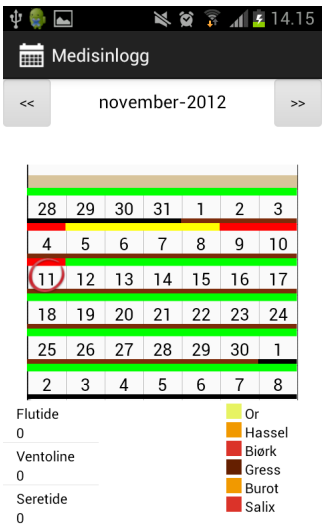 14.15
Medisinlogg
<< november-2012 >>
28 29 30 31 1 2 3
4 5 6 7 8 9 10
11 12 13 14 15 16 17
18 19 20 21 22 23 24
25 26 27 28 29 30 1
2 3 4 5 6 7 8
Flutide
0
Ventoline
0
Seretide
0
Or
Hassel
Biørk
Gress
Burot
Salix